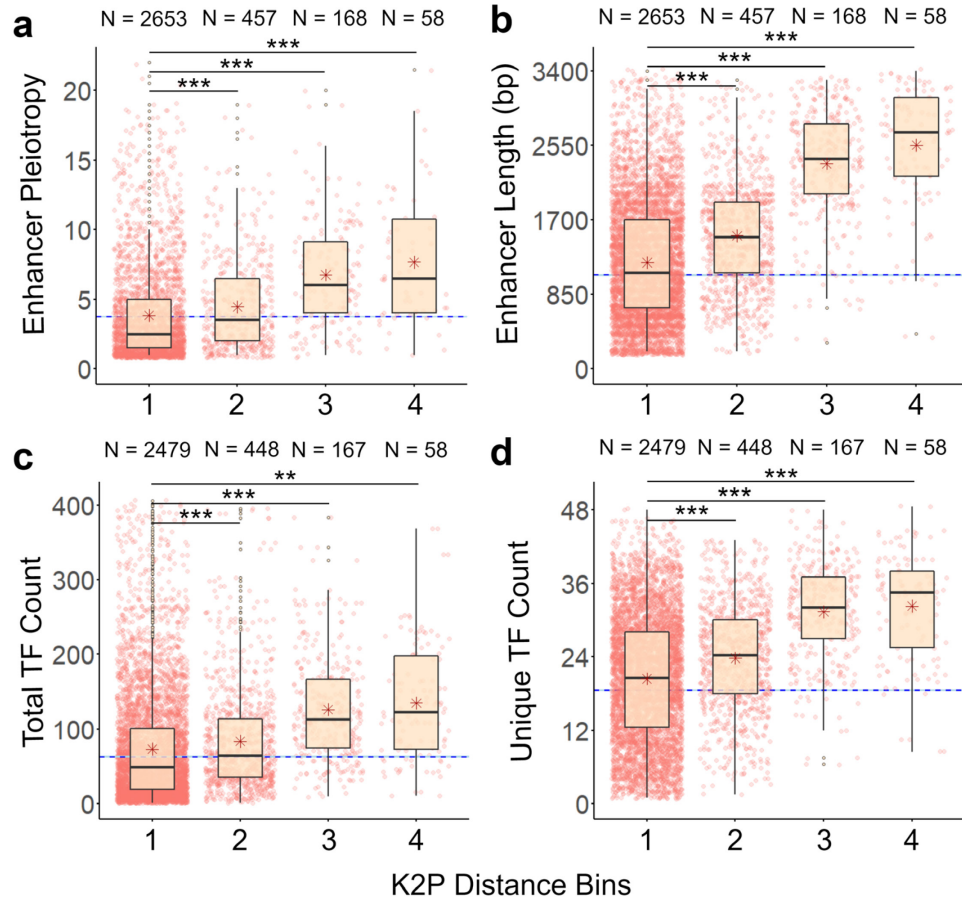 a
N = 2653 N = 457 N = 168 N = 58
***
***
***
Enhancer Pleiotropy
20
15
10
5
0
1 2 3 4
b
N = 2653 N = 457 N = 168 N = 58
***
***
***
Enhancer Length (bp)
3400
2550
1700
850
0
1 2 3 4
c
N = 2479 N = 448 N = 167 N = 58
**
***
***
Total TF Count
400
300
200
100
0
1 2 3 4
d
N = 2479 N = 448 N = 167 N = 58
***
***
***
Unique TF Count
48
36
24
12
0
1 2 3 4
K2P Distance Bins